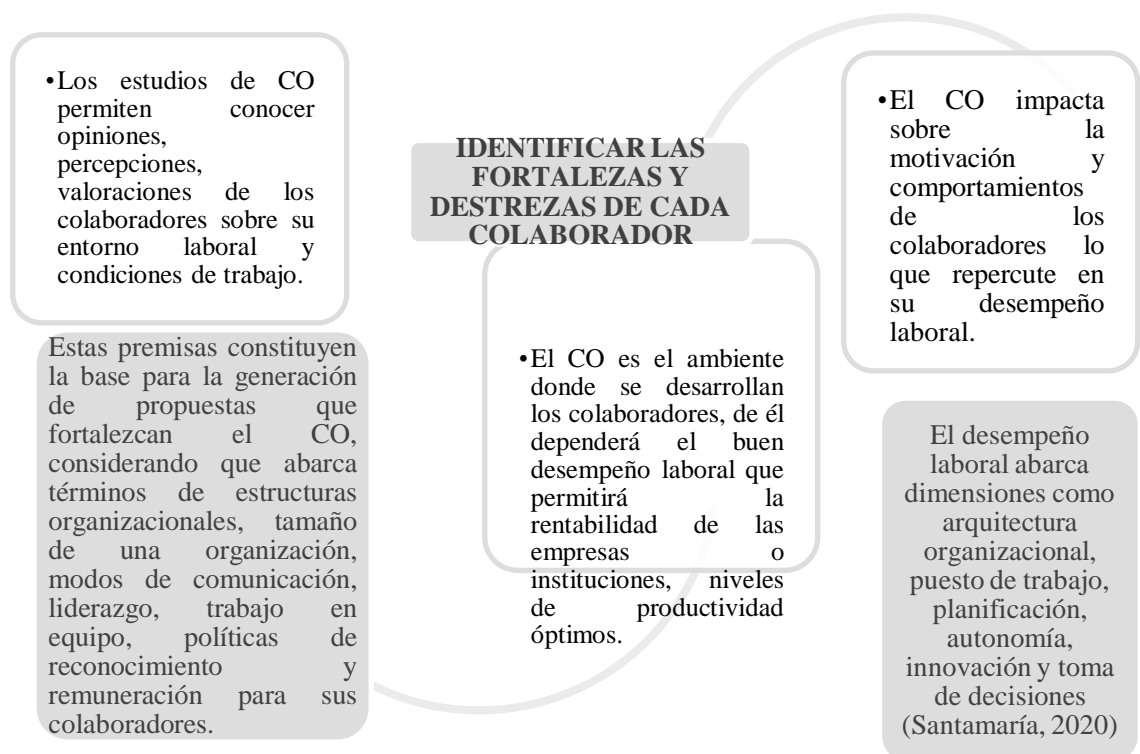 •Los estudios de CO
permiten conocer
opiniones,
percepciones,
valoraciones de los
colaboradores sobre su
entorno laboral y
condiciones de trabajo.
Estas premisas constituyen
la base para la generación
de propuestas que
fortalezcan el CO,
considerando que abarca
términos de estructuras
organizacionales, tamaño
de una organización,
modos de comunicación,
liderazgo, trabajo en
equipo, políticas de
reconocimiento y
remuneración para sus
colaboradores.
IDENTIFICAR LAS
FORTALEZAS Y
DESTREZAS DE CADA
COLABORADOR
•El CO es el ambiente
donde se desarrollan
los colaboradores, de él
dependerá el buen
desempeño laboral que
permitirá la
rentabilidad de las
empresas o
instituciones, niveles
de productividad
óptimos.
•El CO impacta
sobre la
motivación y
comportamientos
de los
colaboradores lo
que repercute en
su desempeño
laboral.
El desempeño
laboral abarca
dimensiones como
arquitectura
organizacional,
puesto de trabajo,
planificación,
autonomía,
innovación y toma
de decisiones
(Santamaría, 2020)